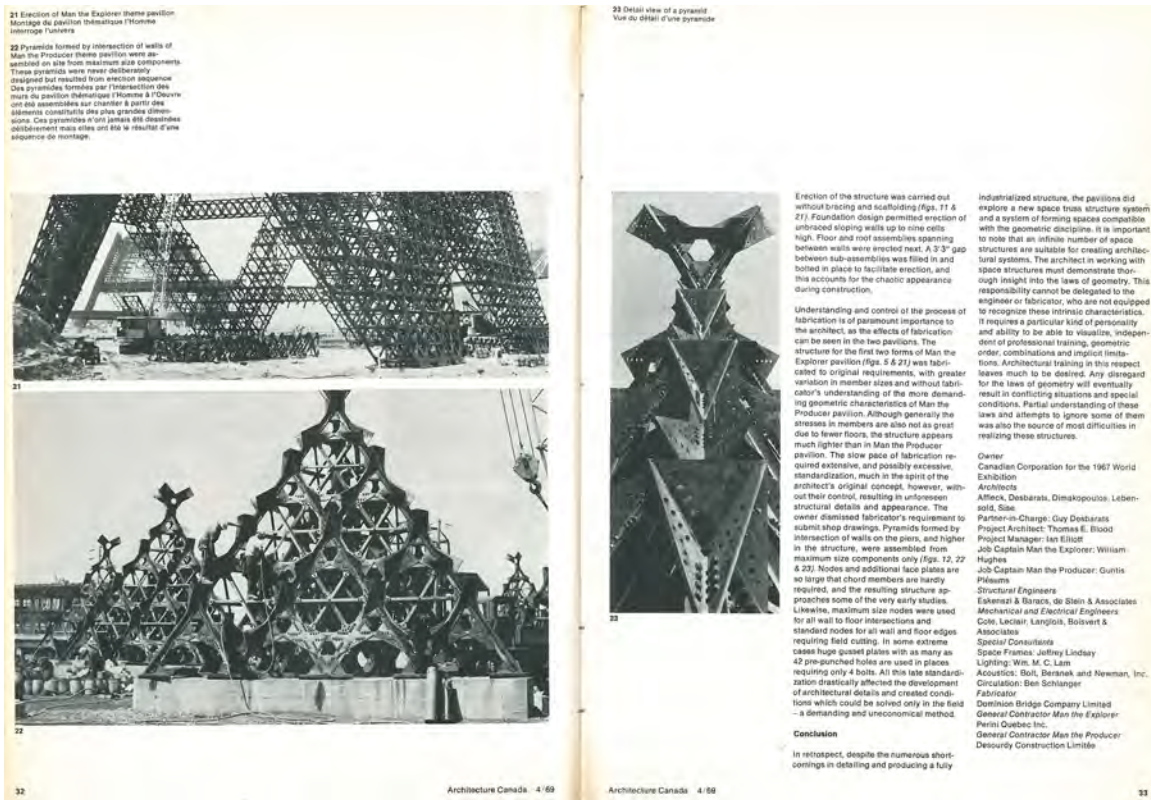 21 Erection of Man the Explorer theme pavilion
Montage du pavillon thématique l'Homme
interroge l'univers
22 Pyramids formed by intersection of walls of
Man the Producer theme pavilion were as-
sembled on site from maximum size components.
These pyramids were never deliberately
designed but resulted from erection sequence
Des pyramides formées par l'intersection des
murs du pavillon thématique l'Homme à l'Oeuvre
ont été assemblées sur chantier à partir des
éléments constitutifs des plus grandes dimen-
sions. Ces pyramides n'ont jamais été dessinées
délibérément mais elles ont été le résultat d'une
séquence de montage.
21
22
32
Architecture Canada 4/69
23 Detail view of a pyramid
Vue du détail d'une pyramide
23
Erection of the structure was carried out
without bracing and scaffolding (figs. 11 &
21). Foundation design permitted erection of
unbraced sloping walls up to nine cells
high. Floor and roof assemblies spanning
between walls were erected next. A 3'3" gap
between sub-assemblies was filled in and
bolted in place to facilitate erection, and
this accounts for the chaotic appearance
during construction.
Understanding and control of the process of
fabrication is of paramount importance to
the architect, as the effects of fabrication
can be seen in the two pavilions. The
structure for the first two forms of Man the
Explorer pavilion (figs. 5 & 21) was fabri-
cated to original requirements, with greater
variation in member sizes and without fabri-
cator's understanding of the more demand-
ing geometric characteristics of Man the
Producer pavilion. Although generally the
stresses in members are also not as great
due to fewer floors, the structure appears
much lighter than in Man the Producer
pavilion. The slow pace of fabrication re-
quired extensive, and possibly excessive,
standardization, much in the spirit of the
architect's original concept, however, with-
out their control, resulting in unforeseen
structural details and appearance. The
owner dismissed fabricator's requirement to
submit shop drawings. Pyramids formed by
intersection of walls on the piers, and higher
in the structure, were assembled from
maximum size components only (figs. 12, 22
& 23). Nodes and additional face plates are
so large that chord members are hardly
required, and the resulting structure ap-
proaches some of the very early studies.
Likewise, maximum size nodes were used
for all wall to floor intersections and
standard nodes for all wall and floor edges
requiring field cutting. In some extreme
cases huge gusset plates with as many as
42 pre-punched holes are used in places
requiring only 4 bolts. All this late standardi-
zation drastically affected the development
of architectural details and created condi-
tions which could be solved only in the field
– a demanding and uneconomical method.
Conclusion
In retrospect, despite the numerous short-
comings in detailing and producing a fully
industrialized structure, the pavilions did
explore a new space truss structure system
and a system of forming spaces compatible
with the geometric discipline. It is important
to note that an infinite number of space
structures are suitable for creating architec-
tural systems. The architect in working with
space structures must demonstrate thor-
ough insight into the laws of geometry. This
responsibility cannot be delegated to the
engineer or fabricator, who are not equipped
to recognize these intrinsic characteristics.
It requires a particular kind of personality
and ability to be able to visualize, indepen-
dent of professional training, geometric
order, combinations and implicit limita-
tions. Architectural training in this respect
leaves much to be desired. Any disregard
for the laws of geometry will eventually
result in conflicting situations and special
conditions. Partial understanding of these
laws and attempts to ignore some of them
was also the source of most difficulties in
realizing these structures.
Owner
Canadian Corporation for the 1967 World
Exhibition
Architects
Affleck, Desbarats, Dimakopoulos, Leben-
sold, Sise
Partner-in-Charge: Guy Desbarats
Project Architect: Thomas E. Blood
Project Manager: Ian Elliott
Job Captain Man the Explorer: William
Hughes
Job Captain Man the Producer: Guntis
Plésums
Structural Engineers
Eskenazi & Baracs, de Stein & Associates
Mechanical and Electrical Engineers
Cote, Leclair, Langlois, Boisvert &
Associates
Special Consultants
Space Frames: Jeffrey Lindsay
Lighting: Wm. M. C. Lam
Acoustics: Bolt, Beranek and Newman, Inc.
Circulation: Ben Schlanger
Fabricator
Dominion Bridge Company Limited
General Contractor Man the Explorer
Perini Quebec Inc.
General Contractor Man the Producer
Desourdy Construction Limitée
Architecture Canada 4/69
33